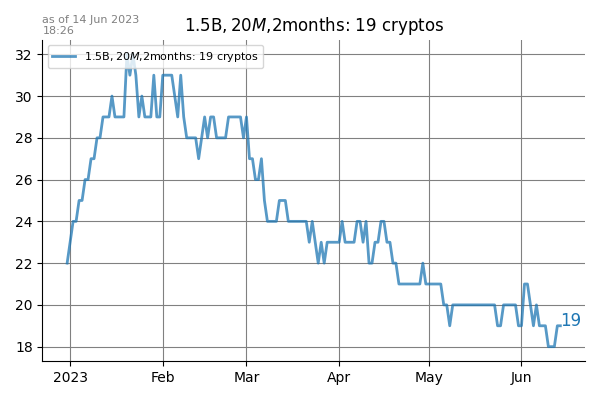 as of 14 Jun 2023
18:26
1.5B, 20M,2months: 19 cryptos
1.5B, 20M,2months: 19 cryptos
32
30
28
26
24
22
20
18
19
2023
Feb
Mar
Apr
May
Jun